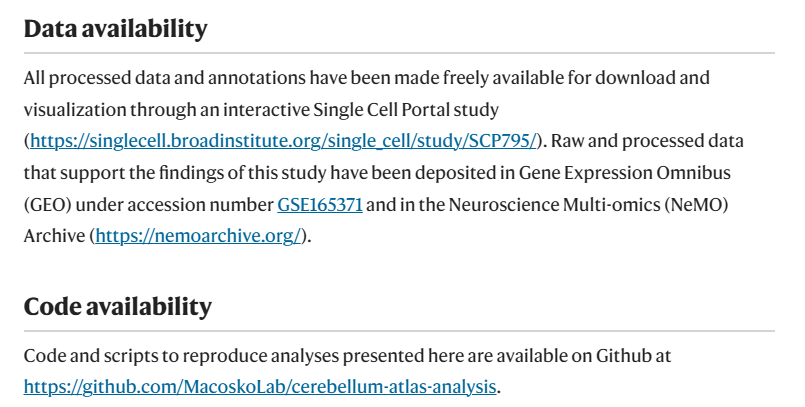 Data availability
All processed data and annotations have been made freely available for download and
visualization through an interactive Single Cell Portal study
(https://singlecell.broadinstitute.org/single_cell/study/SCP795/). Raw and processed data
that support the findings of this study have been deposited in Gene Expression Omnibus
(GEO) under accession number GSE165371 and in the Neuroscience Multi-omics (NeMO)
Archive (https://nemoarchive.org/).
Code availability
Code and scripts to reproduce analyses presented here are available on Github at
https://github.com/MacoskoLab/cerebellum-atlas-analysis.